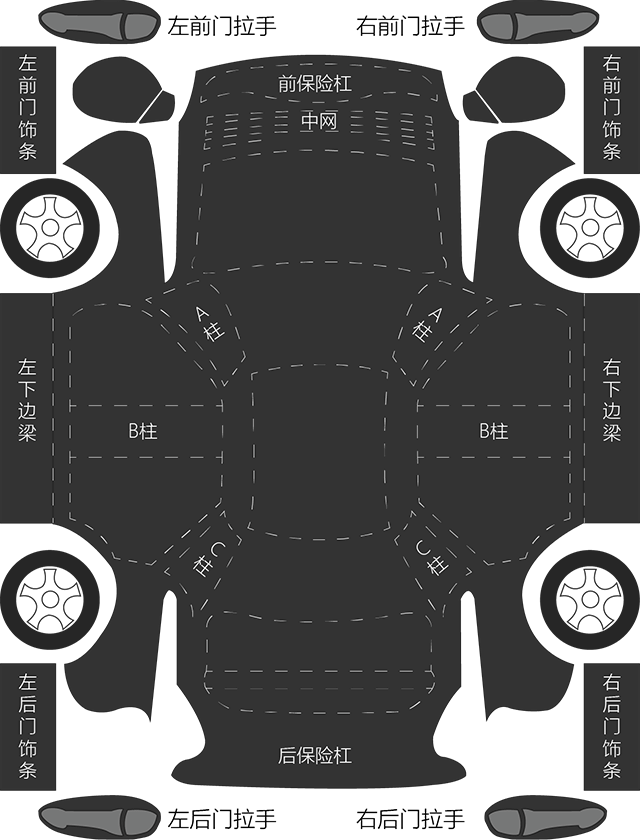 左前门拉手
右前门拉手
左前门饰条
前保险杠
右前门饰条
中网
A柱
A柱
左下边梁
B柱
B柱
右下边梁
C柱
C柱
左后门饰条
右后门饰条
后保险杠
左后门拉手
右后门拉手